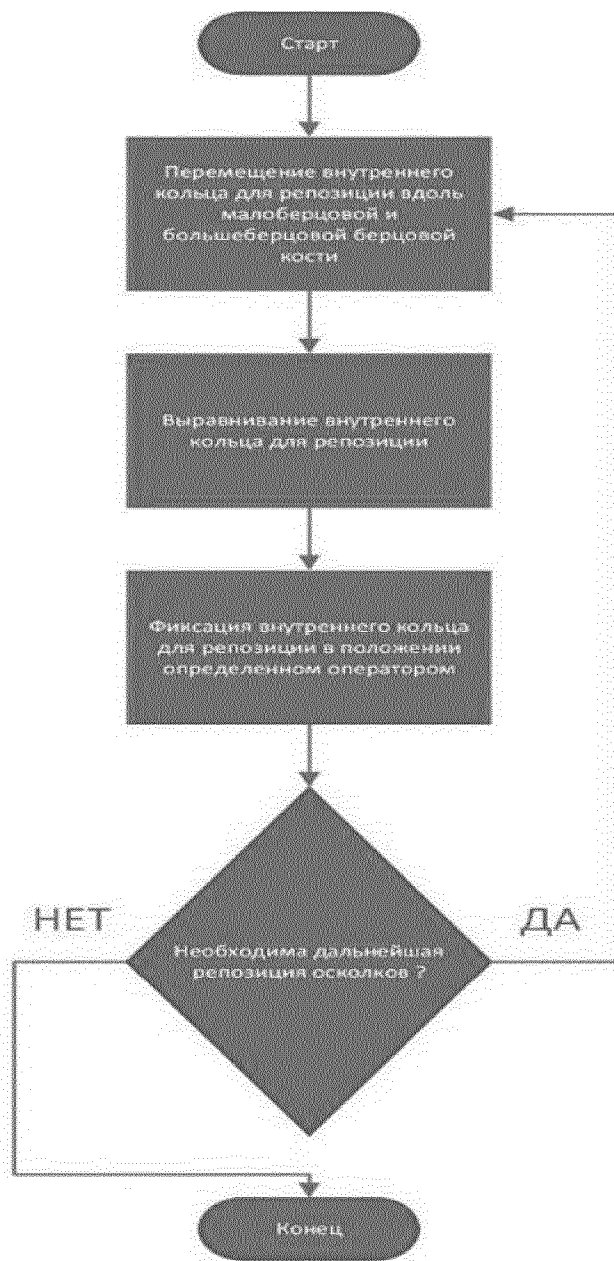 Старт
Перемещение внутреннего
кольца для репозиции вдоль
малоберцовой и
большеберцовой берцовой
кости
Выравнивание внутреннего
кольца для репозиции
Фиксация внутреннего кольца
для репозиции в положении
определенном оператором
НЕТ
ДА
Необходима дальнейшая
репозиция осколков ?
Конец